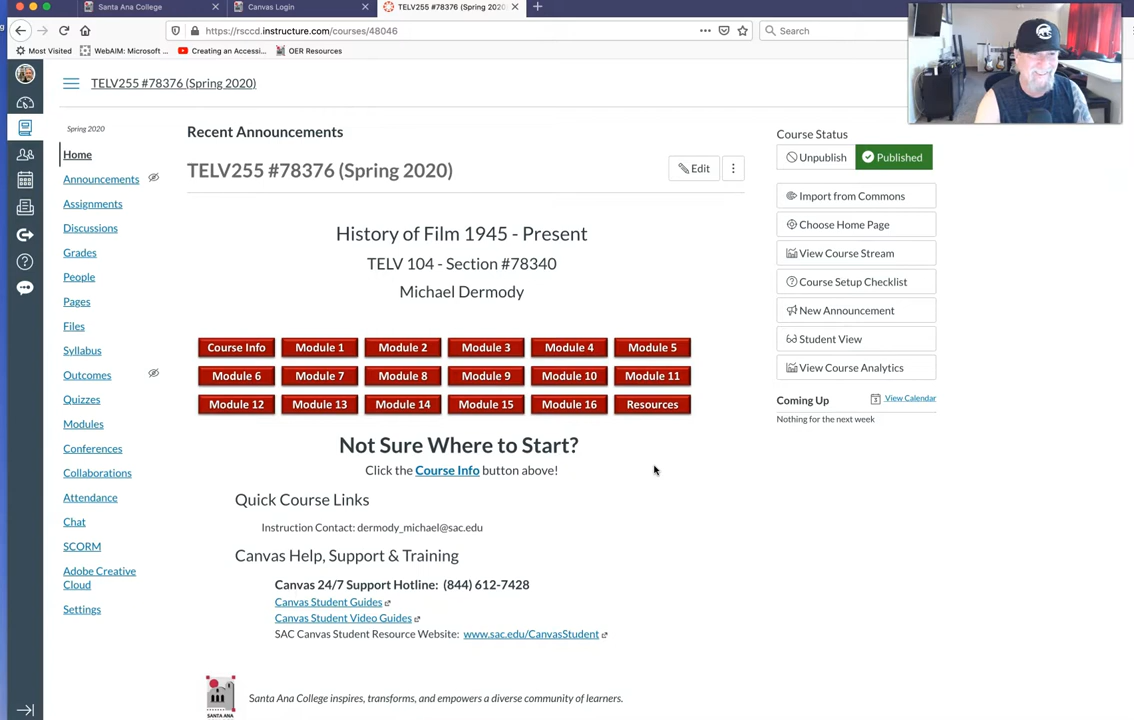 Santa Ana College
Canvas Login
TELV255 #78376 (Spring 2020)
https://rsccd.instructure.com/courses/48046
Search
Most Visited
WebAIM: Microsoft ...
Creating an Accessi...
OER Resources
TELV255 #78376 (Spring 2020)
Spring 2020
Home
Announcements
Assignments
Discussions
Grades
People
Pages
Files
Syllabus
Outcomes
Quizzes
Modules
Conferences
Collaborations
Attendance
Chat
SCORM
Adobe Creative
Cloud
Settings
Recent Announcements
TELV255 #78376 (Spring 2020)
Edit
History of Film 1945 - Present
TELV 104 - Section #78340
Michael Dermody
Course Info Module 1 Module 2 Module 3 Module 4 Module 5
Module 6 Module 7 Module 8 Module 9 Module 10 Module 11
Module 12 Module 13 Module 14 Module 15 Module 16 Resources
Not Sure Where to Start?
Click the Course Info button above!
Quick Course Links
Instruction Contact: dermody_michael@sac.edu
Canvas Help, Support & Training
Canvas 24/7 Support Hotline: (844) 612-7428
Canvas Student Guides
Canvas Student Video Guides
SAC Canvas Student Resource Website: www.sac.edu/CanvasStudent
SANTA ANA
Santa Ana College inspires, transforms, and empowers a diverse community of learners.
Course Status
Unpublish
Published
Import from Commons
Choose Home Page
View Course Stream
Course Setup Checklist
New Announcement
Student View
View Course Analytics
Coming Up
View Calendar
Nothing for the next week